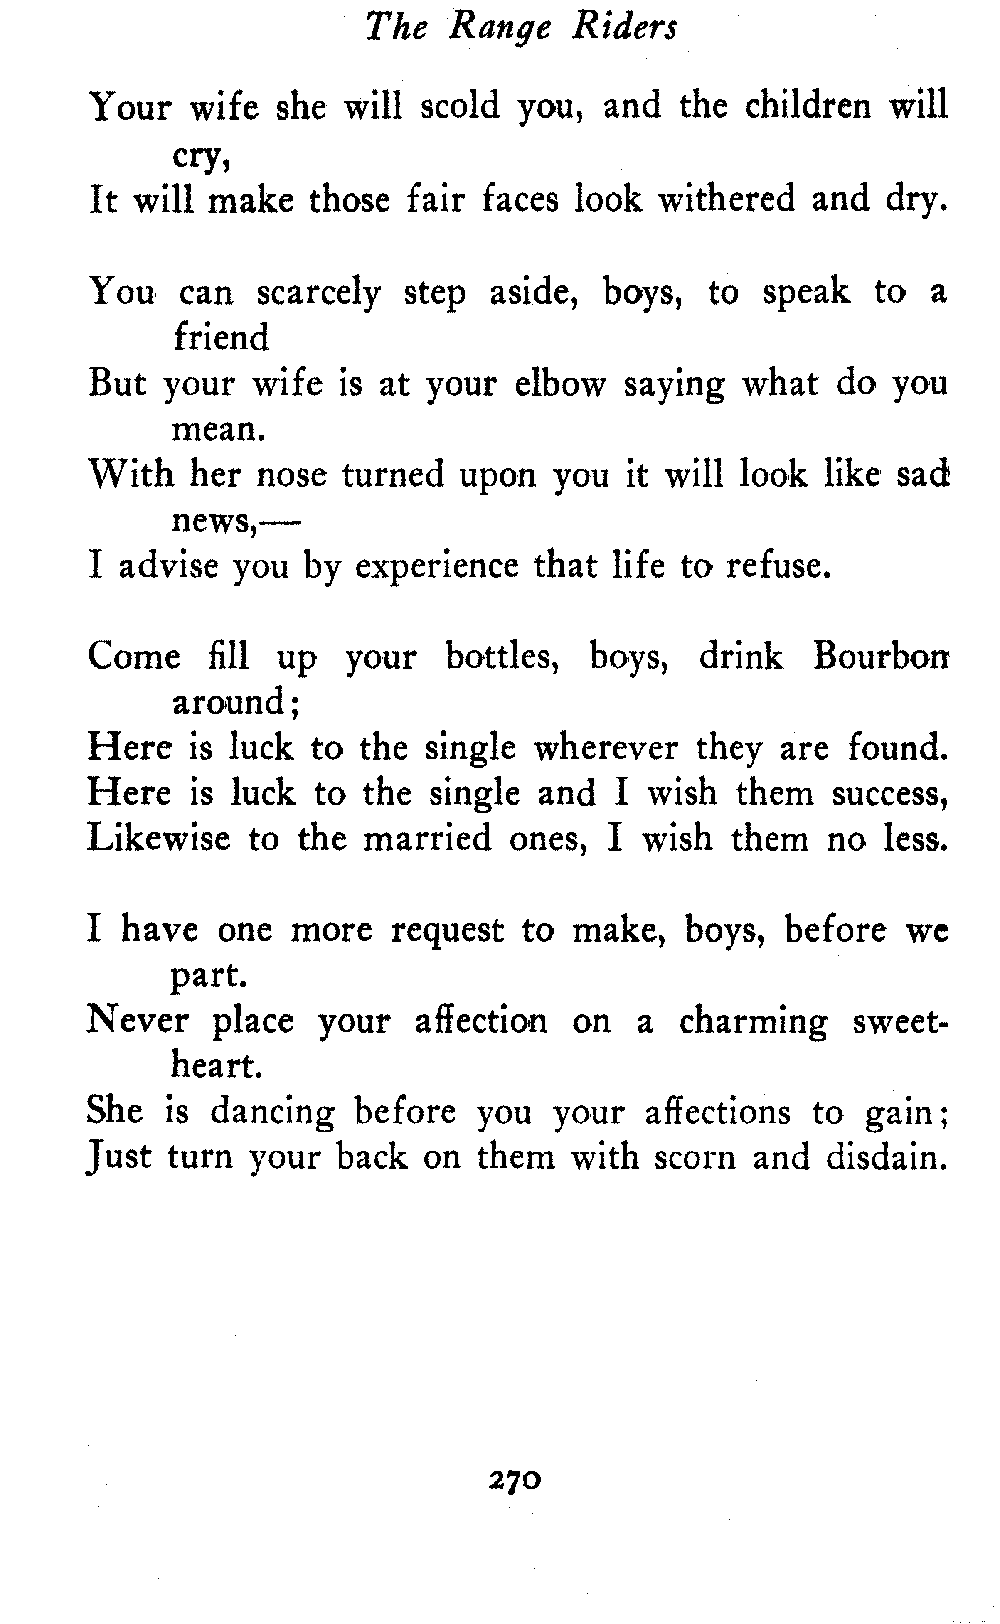 The Range Riders
Your wife she will scold you, and the children will
cry,
It will make those fair faces look withered and dry.
You can scarcely step aside, boys, to speak to a
friend
But your wife is at your elbow saying what do you
mean.
With her nose turned upon you it will look like sad
news,—
I advise you by experience that life to refuse.
Come fill up your bottles, boys, drink Bourbon
around;
Here is luck to the single wherever they are found.
Here is luck to the single and I wish them success,
Likewise to the married ones, I wish them no less.
I have one more request to make, boys, before we
part.
Never place your affection on a charming sweet-
heart.
She is dancing before you your affections to gain;
Just turn your back on them with scorn and disdain.
270